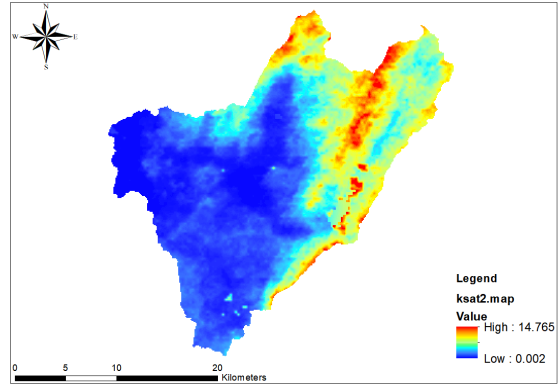 N
W E
S
Legend
ksat2.map
Value
High : 14.765
Low : 0.002
0 5 10 20
Kilometers